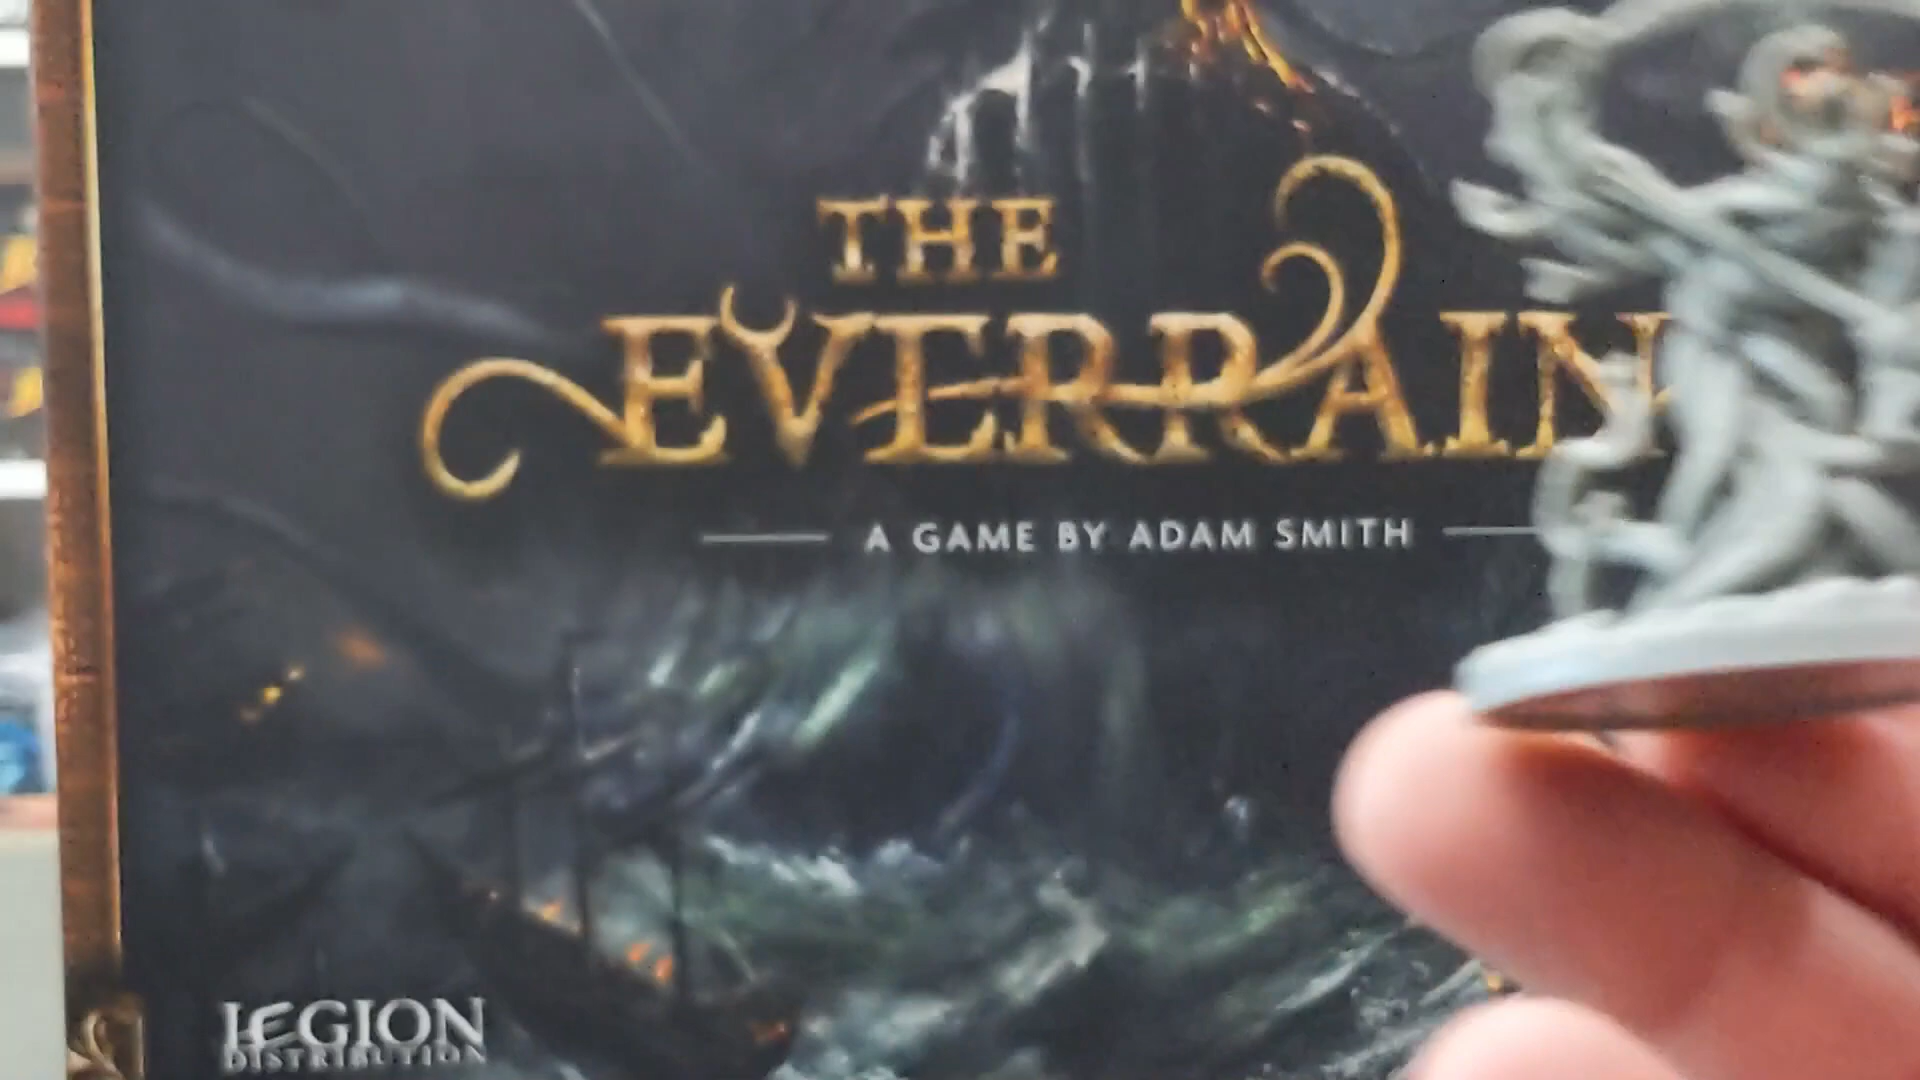 THE
EVERRAIN
A GAME BY ADAM SMITH
LEGION
DISTRIBUTION